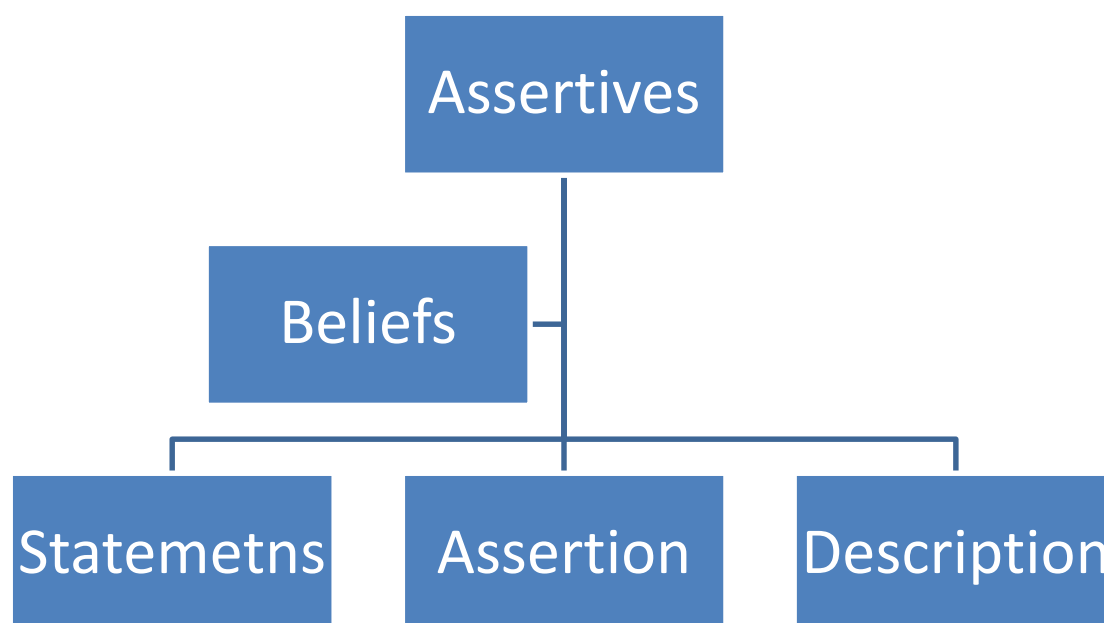 Assertives
Beliefs
Statemetns
Assertion
Description